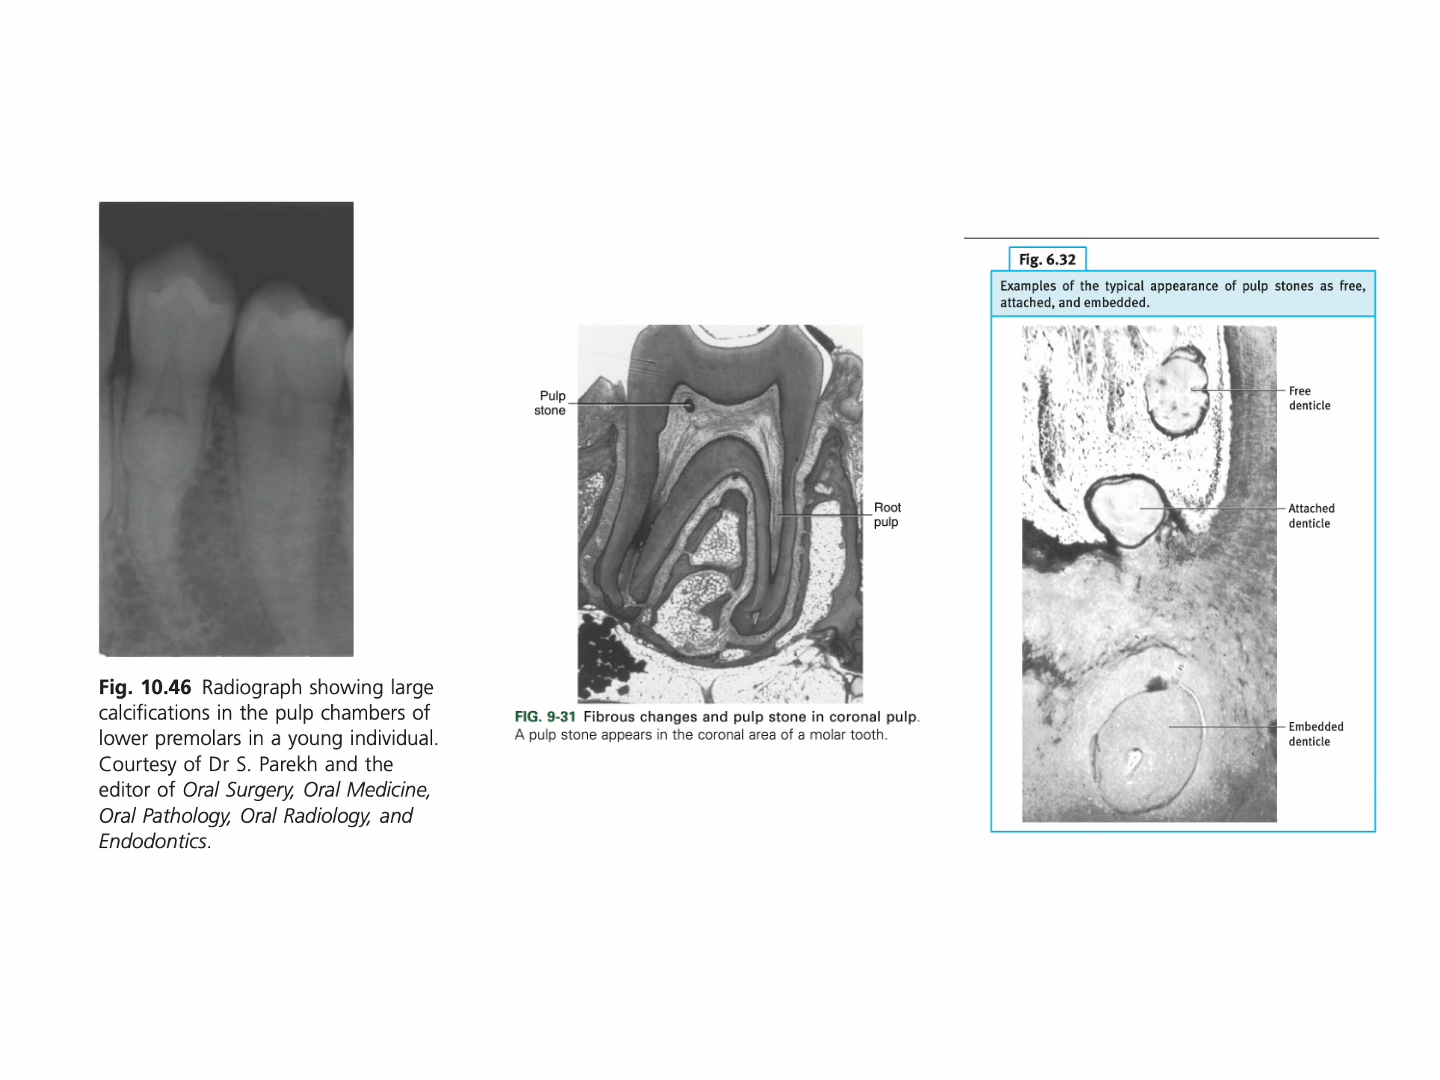 Fig. 10.46 Radiograph showing large
calcifications in the pulp chambers of
lower premolars in a young individual.
Courtesy of Dr S. Parekh and the
editor of Oral Surgery, Oral Medicine,
Oral Pathology, Oral Radiology, and
Endodontics.
Pulp
stone
Root
pulp
FIG. 9-31 Fibrous changes and pulp stone in coronal pulp.
A pulp stone appears in the coronal area of a molar tooth.
Fig. 6.32
Examples of the typical appearance of pulp stones as free,
attached, and embedded.
Free
denticle
Attached
denticle
Embedded
denticle